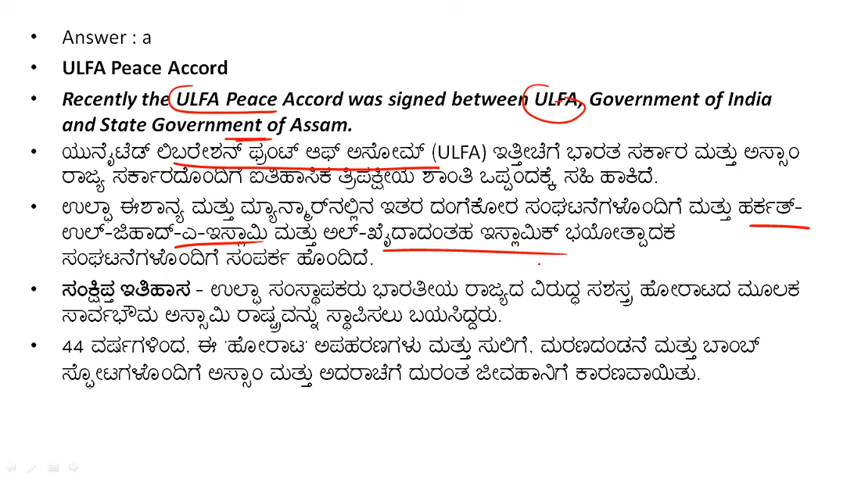 • Answer : a
• ULFA Peace Accord
• Recently the ULFA Peace Accord was signed between ULFA, Government of India
and State Government of Assam.
• ಯುನೈಟೆಡ್ ಲಿಬರೇಶನ್ ಫ್ರಂಟ್ ಆಫ್ ಅಸೋಮ್ (ULFA) ಇತ್ತೀಚೆಗೆ ಭಾರತ ಸರ್ಕಾರ ಮತ್ತು ಅಸ್ಸಾಂ
ರಾಜ್ಯ ಸರ್ಕಾರದೊಂದಿಗೆ ಐತಿಹಾಸಿಕ ತ್ರಿಪಕ್ಷೀಯ ಶಾಂತಿ ಒಪ್ಪಂದಕ್ಕೆ ಸಹಿ ಹಾಕಿದೆ.
• ಉಲ್ಫಾ ಈಶಾನ್ಯ ಮತ್ತು ಮ್ಯಾನ್ಮಾರ್‌ನಲ್ಲಿನ ಇತರ ದಂಗೆಕೋರ ಸಂಘಟನೆಗಳೊಂದಿಗೆ ಮತ್ತು ಹರ್ಕತ್-
ಉಲ್-ಜಿಹಾದ್-ಎ-ಇಸ್ಲಾಮಿ ಮತ್ತು ಅಲ್-ಖೈದಾದಂತಹ ಇಸ್ಲಾಮಿಕ್ ಭಯೋತ್ಪಾದಕ
ಸಂಘಟನೆಗಳೊಂದಿಗೆ ಸಂಪರ್ಕ ಹೊಂದಿದೆ.
• ಸಂಕ್ಷಿಪ್ತ ಇತಿಹಾಸ - ಉಲ್ಫಾ ಸಂಸ್ಥಾಪಕರು ಭಾರತೀಯ ರಾಜ್ಯದ ವಿರುದ್ಧ ಸಶಸ್ತ್ರ ಹೋರಾಟದ ಮೂಲಕ
ಸಾರ್ವಭೌಮ ಅಸ್ಸಾಮಿ ರಾಷ್ಟ್ರವನ್ನು ಸ್ಥಾಪಿಸಲು ಬಯಸಿದ್ದರು.
• 44 ವರ್ಷಗಳಿಂದ, ಈ 'ಹೋರಾಟ' ಅಪಹರಣಗಳು ಮತ್ತು ಸುಲಿಗೆ, ಮರಣದಂಡನೆ ಮತ್ತು ಬಾಂಬ್
ಸ್ಫೋಟಗಳೊಂದಿಗೆ ಅಸ್ಸಾಂ ಮತ್ತು ಅದರಾಚೆಗೆ ದುರಂತ ಜೀವಹಾನಿಗೆ ಕಾರಣವಾಯಿತು.